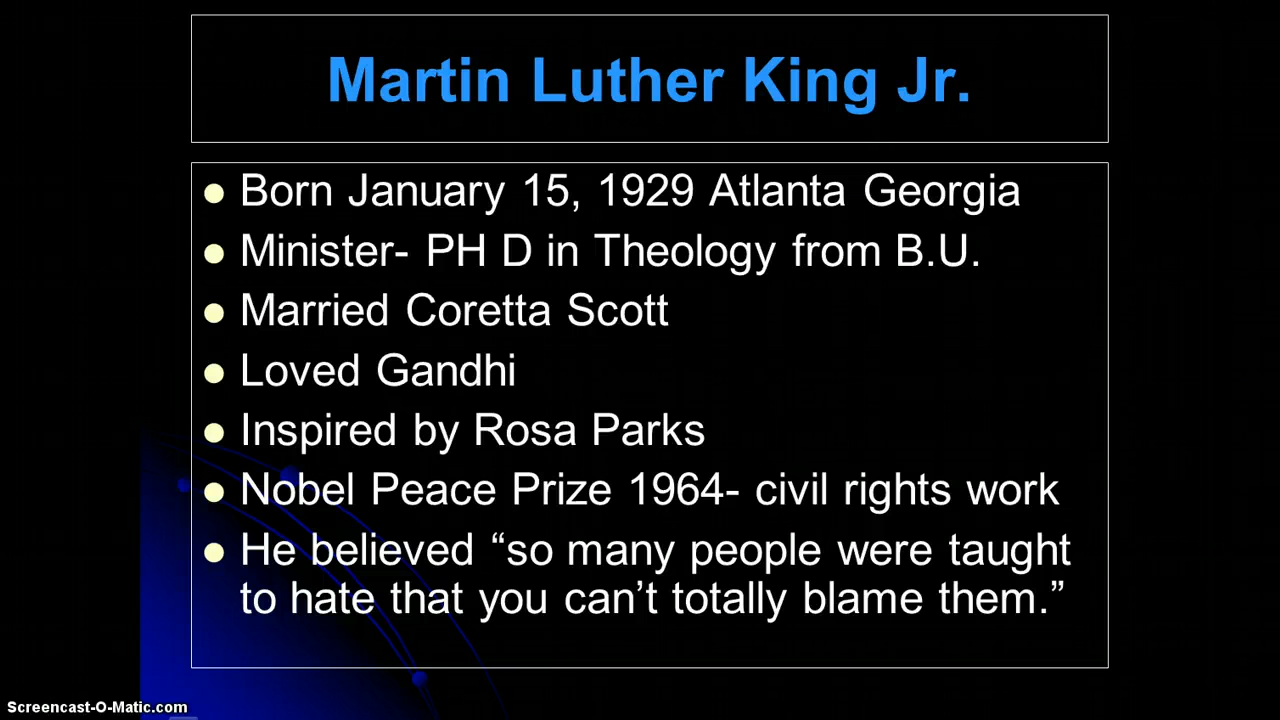 Martin Luther King Jr.
Born January 15, 1929 Atlanta Georgia
Minister- PH D in Theology from B.U.
Married Coretta Scott
Loved Gandhi
Inspired by Rosa Parks
Nobel Peace Prize 1964- civil rights work
He believed “so many people were taught
to hate that you can’t totally blame them.”
Screencast-O-Matic.com